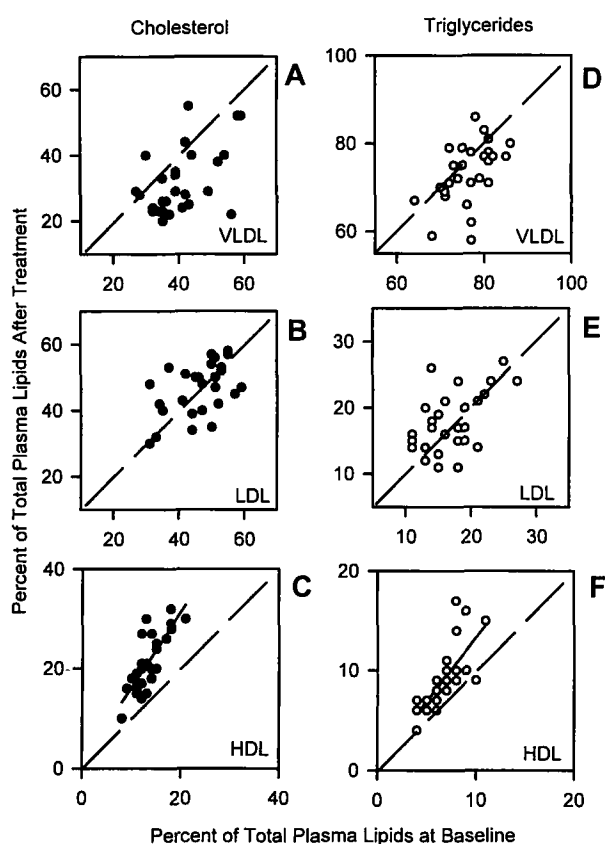 Cholesterol
Triglycerides
Percent of Total Plasma Lipids After Treatment
A
60
40
20
VLDL
20 40 60
D
100
80
60
VLDL
60 80 100
B
60
40
20
LDL
20 40 60
E
30
20
10
LDL
10 20 30
C
40
20
0
HDL
0 20 40
F
20
10
0
HDL
0 10 20
Percent of Total Plasma Lipids at Baseline